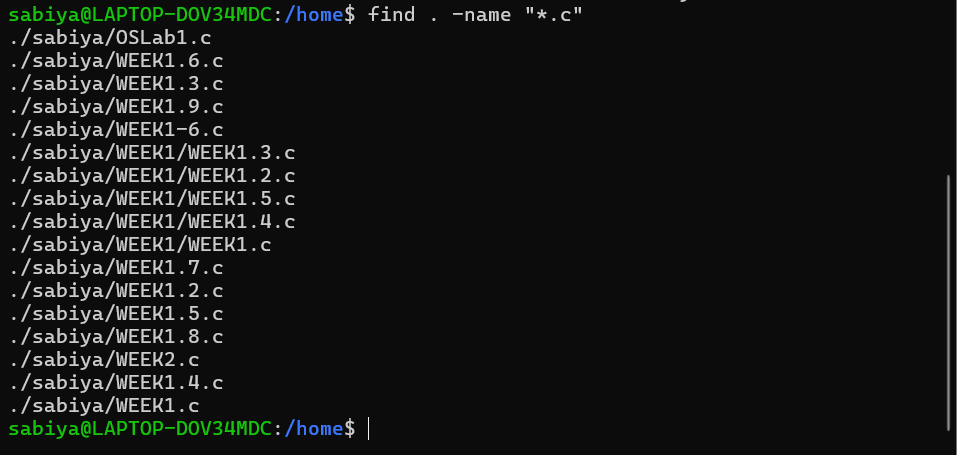 sabiya@LAPTOP-DOV34MDC:/home$ find . -name "*.c"
./sabiya/OSLab1.c
./sabiya/WEEK1.6.c
./sabiya/WEEK1.3.c
./sabiya/WEEK1.9.c
./sabiya/WEEK1-6.c
./sabiya/WEEK1/WEEK1.3.c
./sabiya/WEEK1/WEEK1.2.c
./sabiya/WEEK1/WEEK1.5.c
./sabiya/WEEK1/WEEK1.4.c
./sabiya/WEEK1/WEEK1.c
./sabiya/WEEK1.7.c
./sabiya/WEEK1.2.c
./sabiya/WEEK1.5.c
./sabiya/WEEK1.8.c
./sabiya/WEEK2.c
./sabiya/WEEK1.4.c
./sabiya/WEEK1.c
sabiya@LAPTOP-DOV34MDC:/home$